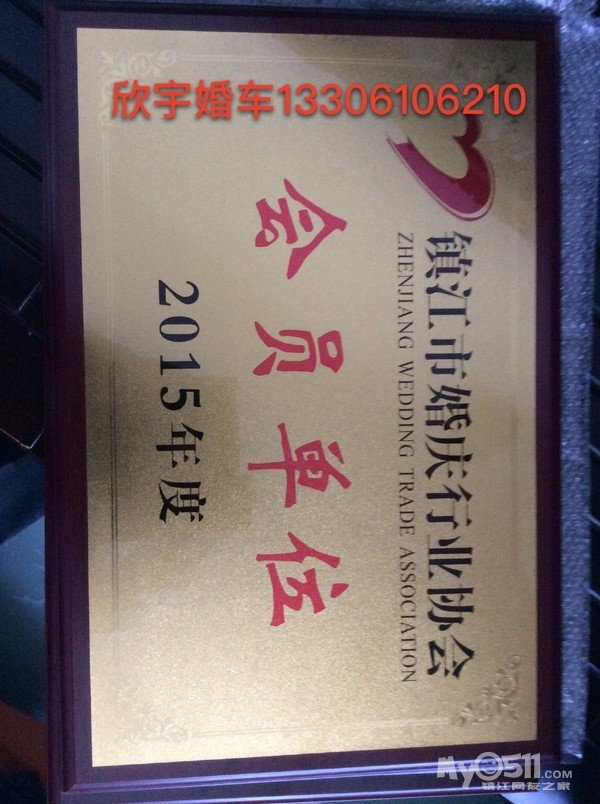 欣宇婚车13306106210
镇江市婚庆行业协会
ZHENJIANG WEDDING TRADE ASSOCIATION
会员单位
2015年度
My0511.com
镇江网友之家